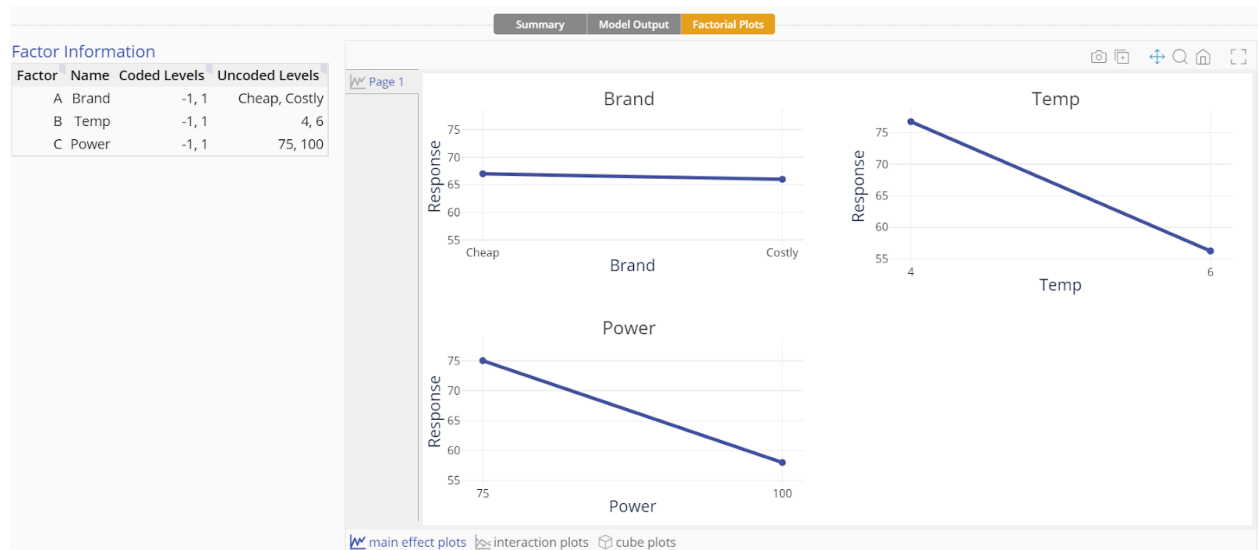 Summary Model Output Factorial Plots
Factor Information
Factor Name Coded Levels Uncoded Levels
A Brand -1, 1 Cheap, Costly
B Temp -1, 1 4, 6
C Power -1, 1 75, 100
Page 1
Brand
75
70
65
60
55
Response
Cheap Costly
Brand
Temp
75
70
65
60
55
Response
4 6
Temp
Power
75
70
65
60
55
Response
75 100
Power
main effect plots interaction plots cube plots